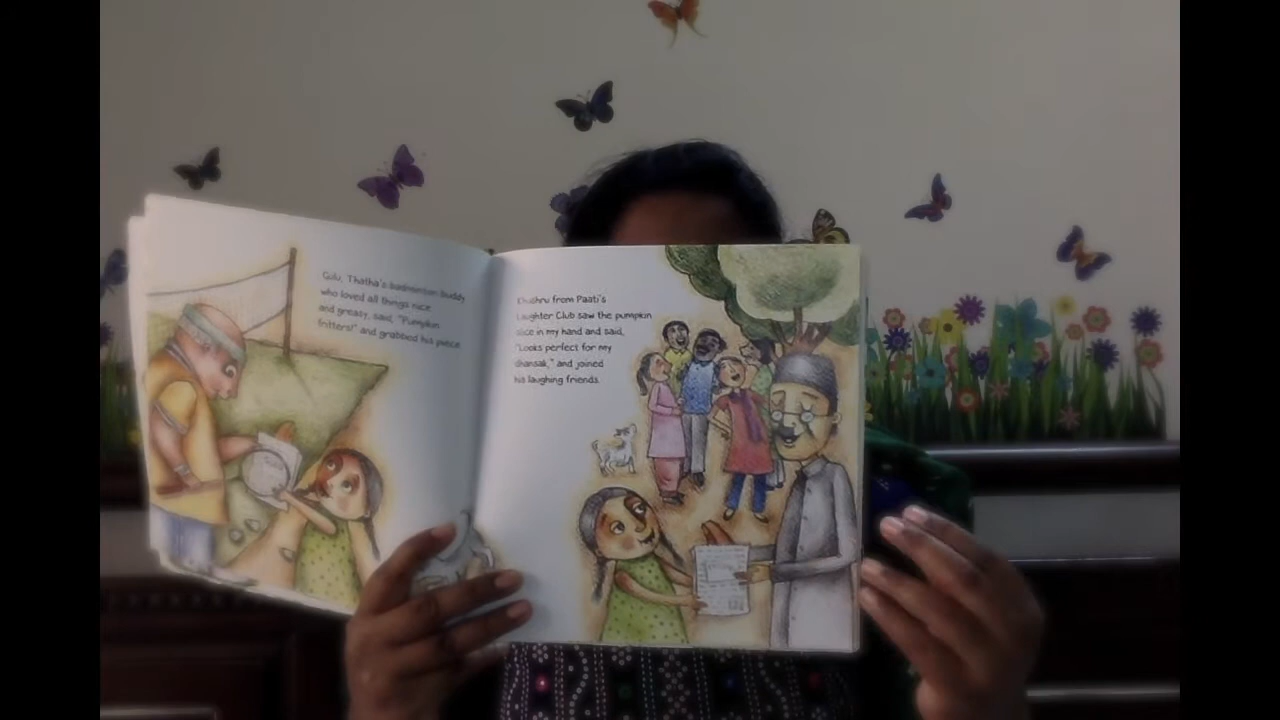 Gulu, Thatha's badminton buddy
who loved all things nice
and greasy, said, "Pumpkin
fritters!" and grabbed his piece.
Khushru from Paati's
Laughter Club saw the pumpkin
slice in my hand and said,
"Looks perfect for my
dhansak," and joined
his laughing friends.